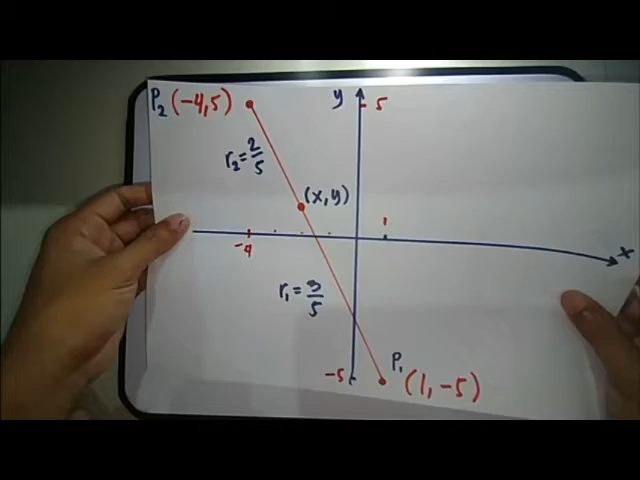 P₂ (-4,5)
y
5
r₂ = 2/5
(x,y)
1
-4
x
r₁ = 3/5
P₁
-5
(1, -5)